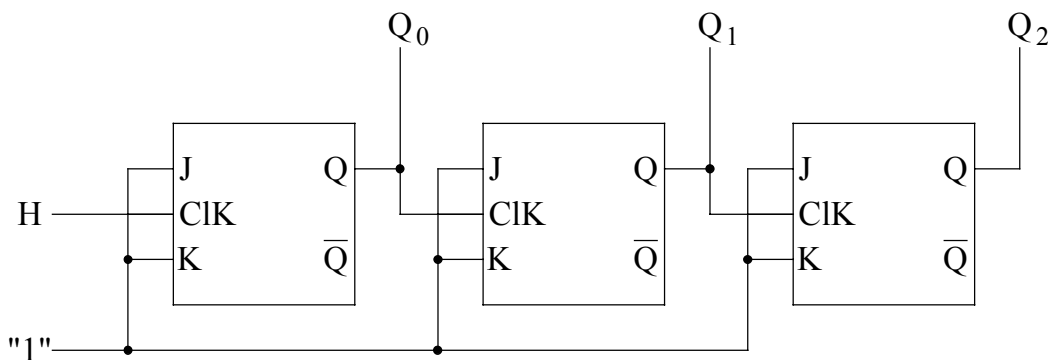 Q0 Q1 Q2
J Q J Q J Q
H ClK ClK ClK
K Q̅ K Q̅ K Q̅
"1"